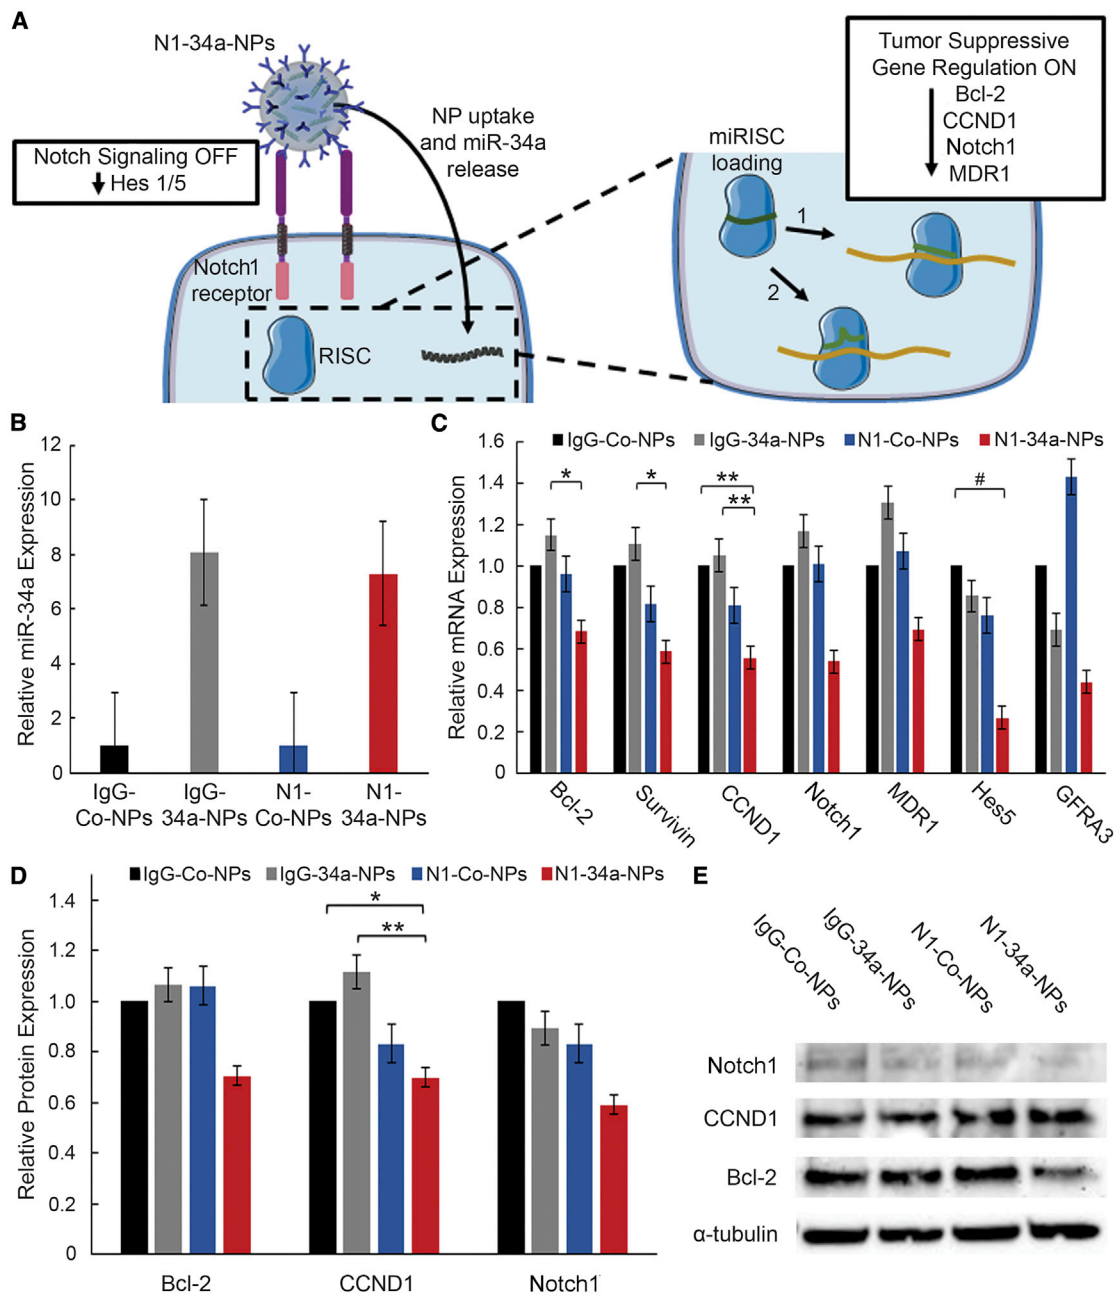 A
N1-34a-NPs
Notch Signaling OFF
Hes 1/5
NP uptake
and miR-34a
release
Notch1
receptor
RISC
miRISC
loading
1
2
Tumor Suppressive
Gene Regulation ON
Bcl-2
CCND1
Notch1
MDR1
B
Relative miR-34a Expression
12
10
8
6
4
2
0
IgG-
Co-NPs
IgG-
34a-NPs
N1-
Co-NPs
N1-
34a-NPs
C
Relative mRNA Expression
IgG-Co-NPs IgG-34a-NPs N1-Co-NPs N1-34a-NPs
1.6
1.4
1.2
1.0
0.8
0.6
0.4
0.2
0
* * ** ** #
Bcl-2 Survivin CCND1 Notch1 MDR1 Hes5 GFRA3
D
Relative Protein Expression
IgG-Co-NPs IgG-34a-NPs N1-Co-NPs N1-34a-NPs
1.4
1.2
1.0
0.8
0.6
0.4
0.2
0
*
**
Bcl-2 CCND1 Notch1
E
IgG-Co-NPs IgG-34a-NPs N1-Co-NPs N1-34a-NPs
Notch1
CCND1
Bcl-2
α-tubulin